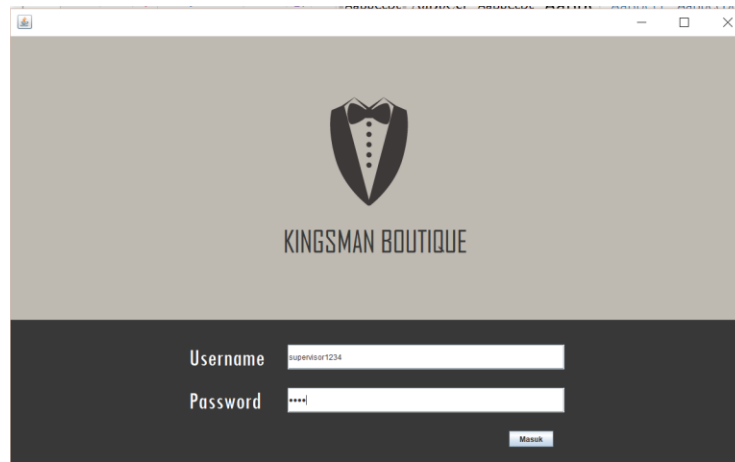 KINGSMAN BOUTIQUE
Username
supervisor1234
Password
••••
Masuk